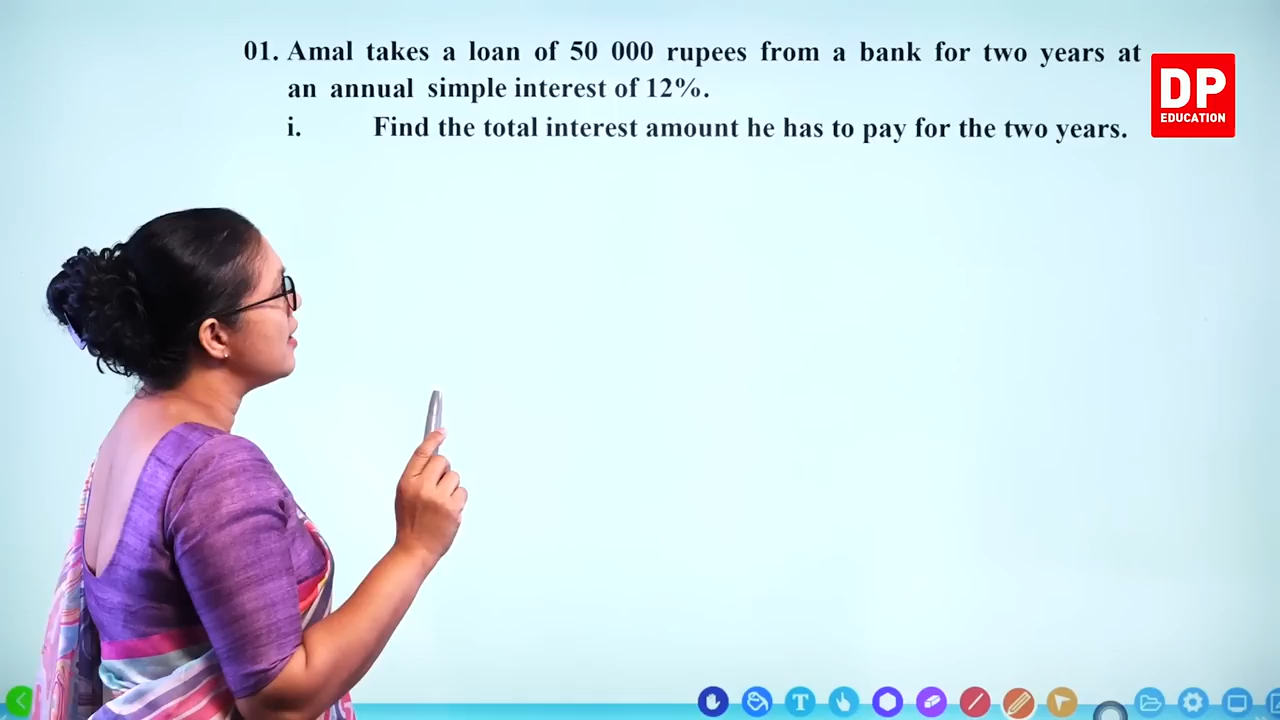 01. Amal takes a loan of 50 000 rupees from a bank for two years at
an annual simple interest of 12%.
i. Find the total interest amount he has to pay for the two years.
DP
EDUCATION
T